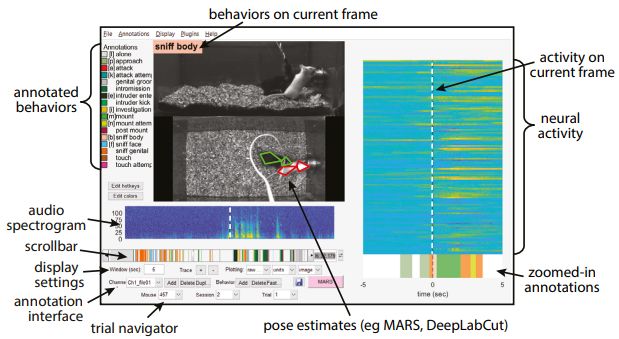 behaviors on current frame
File Annotations Display Plugins Help
Annotations
[l] alone
[p] approach
[a] attack
[k] attack attemp
genital groor
intromission
[e] intruder ente
intruder kick
[i] investigation
[m] mount
[n] mount attem
post mount
[b] sniff body
[f] sniff face
sniff genital
touch
touch attemp
Edit hotkeys
Edit colors
sniff body
activity on
current frame
annotated
behaviors
neural
activity
audio
spectrogram
100
75
50
25
0
scrollbar
display
settings
Window (sec): 6 Trace + - Plotting: raw units image
annotation
interface
Channe Ch1_file01 Add Delete Dupl... Behavior Add Delete Fast... MARS
Mouse 467 Session 2 Trial 1
trial navigator
pose estimates (eg MARS, DeepLabCut)
zoomed-in
annotations
-5 0 5
time (sec)